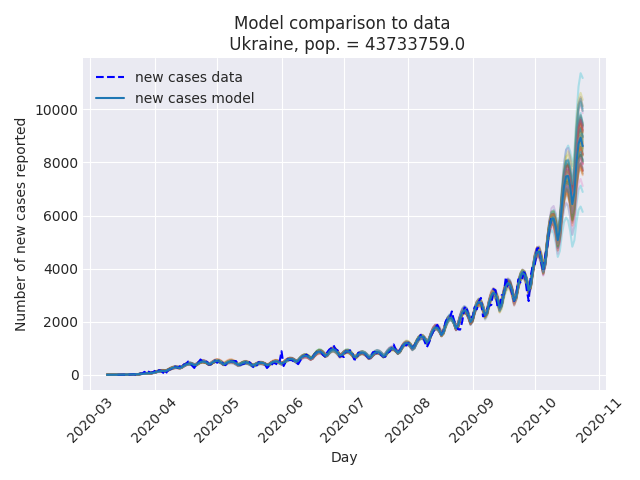 Model comparison to data
Ukraine, pop. = 43733759.0
new cases data
new cases model
Number of new cases reported
10000
8000
6000
4000
2000
0
2020-03
2020-04
2020-05
2020-06
2020-07
2020-08
2020-09
2020-10
2020-11
Day